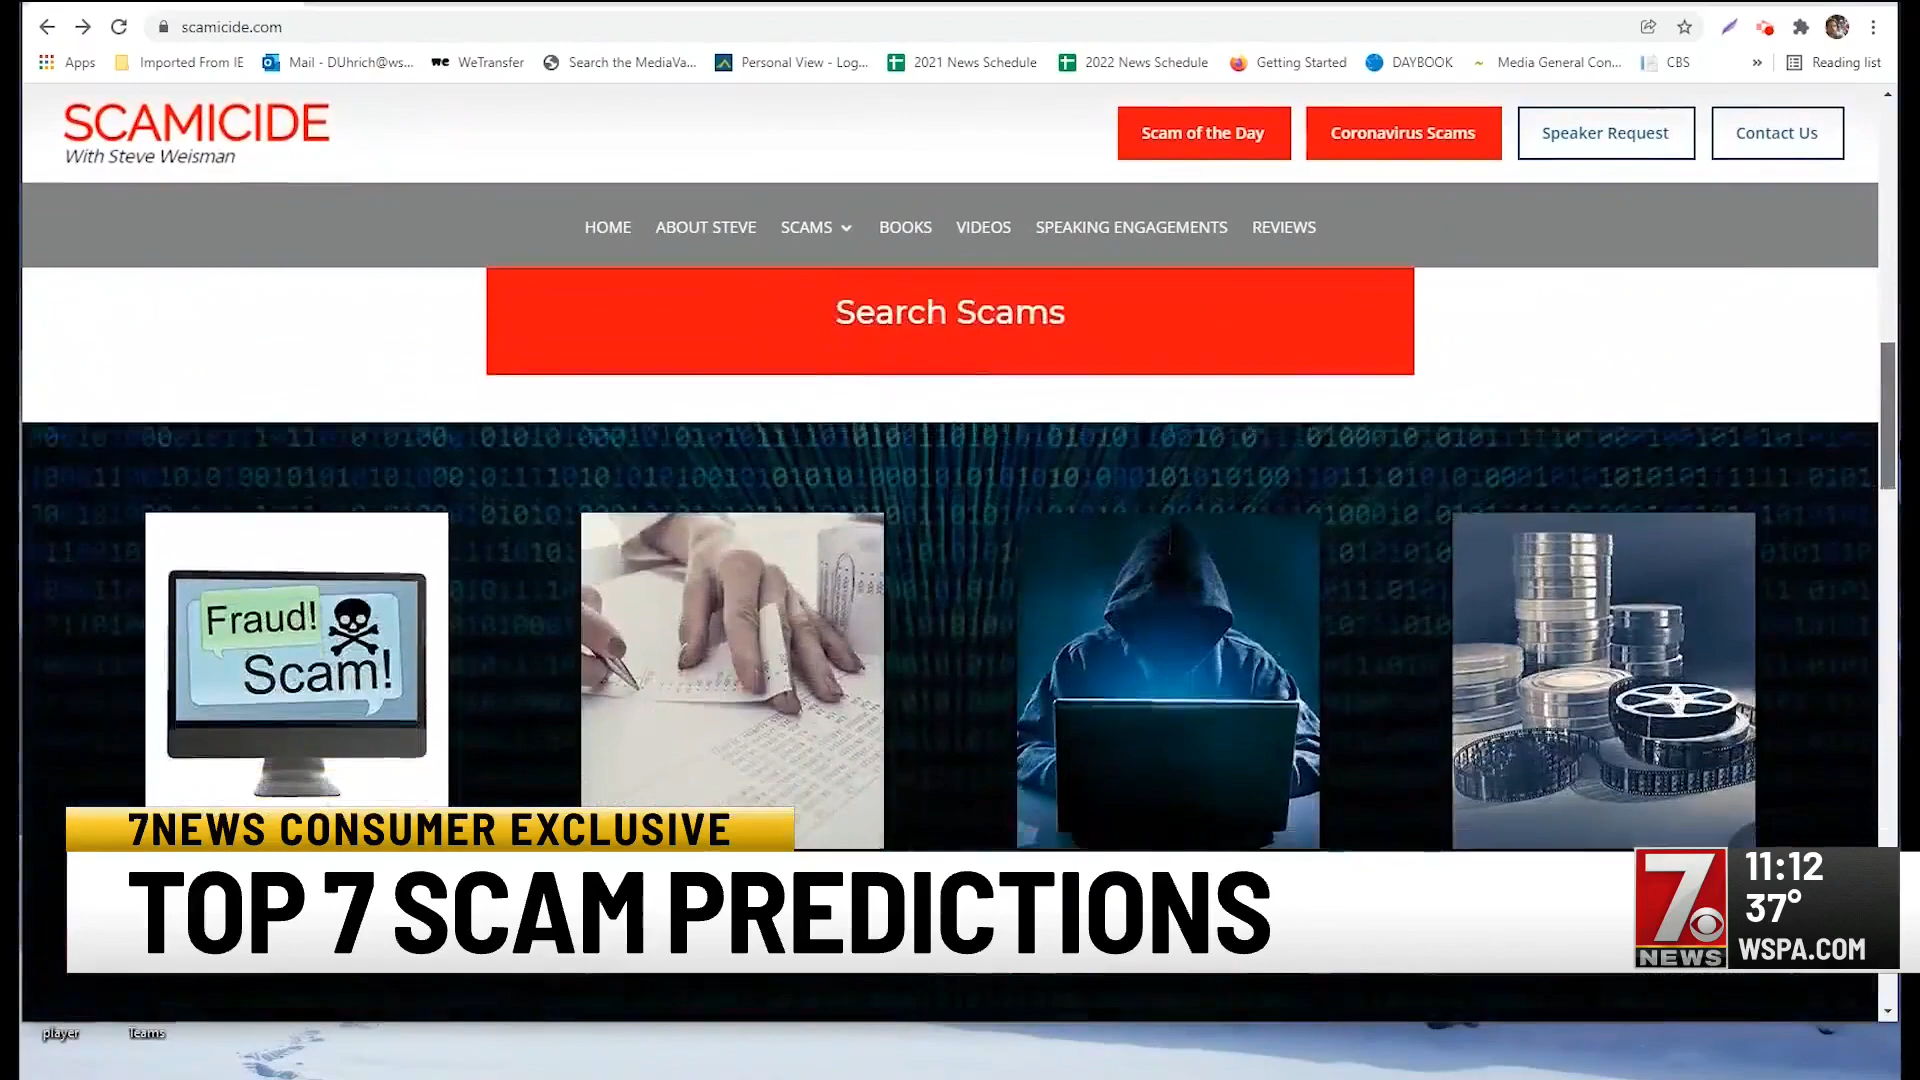 scamicide.com
Apps Imported From IE Mail - DUhrich@ws... WeTransfer Search the MediaVa... Personal View - Log... 2021 News Schedule 2022 News Schedule Getting Started DAYBOOK Media General Con... CBS » Reading list
SCAMICIDE
With Steve Weisman
Scam of the Day Coronavirus Scams Speaker Request Contact Us
HOME ABOUT STEVE SCAMS BOOKS VIDEOS SPEAKING ENGAGEMENTS REVIEWS
Search Scams
Fraud!
Scam!
7NEWS CONSUMER EXCLUSIVE
TOP 7 SCAM PREDICTIONS
7
NEWS
11:12
37°
WSPA.COM
player Teams